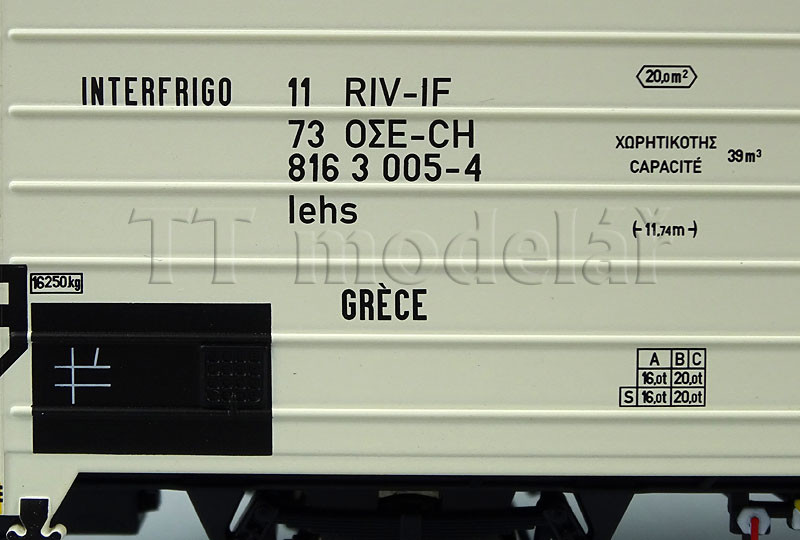 INTERFRIGO 11 RIV-IF
73 ΟΣΕ-CH
816 3 005-4
Iehs
20,0m²
ΧΩΡΗΤΙΚΟΤΗΣ
CAPACITÉ
39m³
(-11,74m-)
TT modelář
16250kg
GRÈCE
A B C
16,0t 20,0t
S 16,0t 20,0t